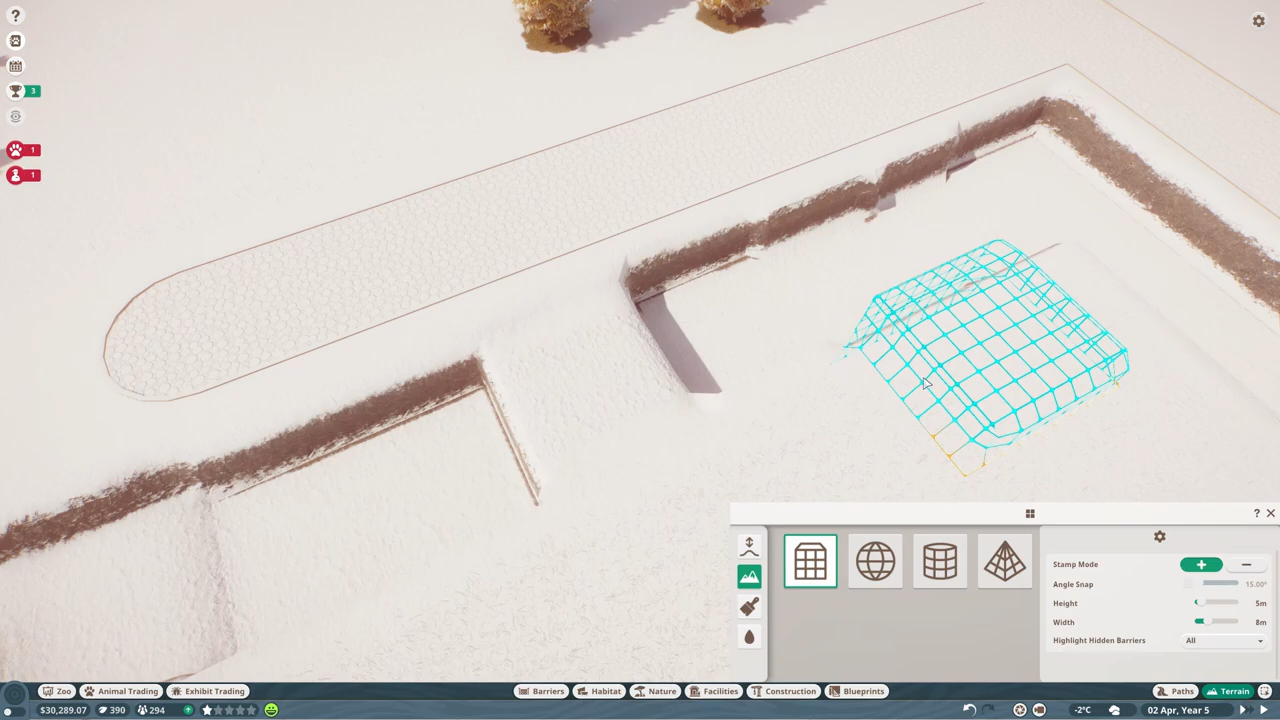 ?
3
1
1
? ×
Stamp Mode + −
Angle Snap 15.00°
Height 5m
Width 8m
Highlight Hidden Barriers All
Zoo Animal Trading Exhibit Trading Barriers Habitat Nature Facilities Construction Blueprints Paths Terrain
$30,289.07 390 294 -2°C 02 Apr, Year 5